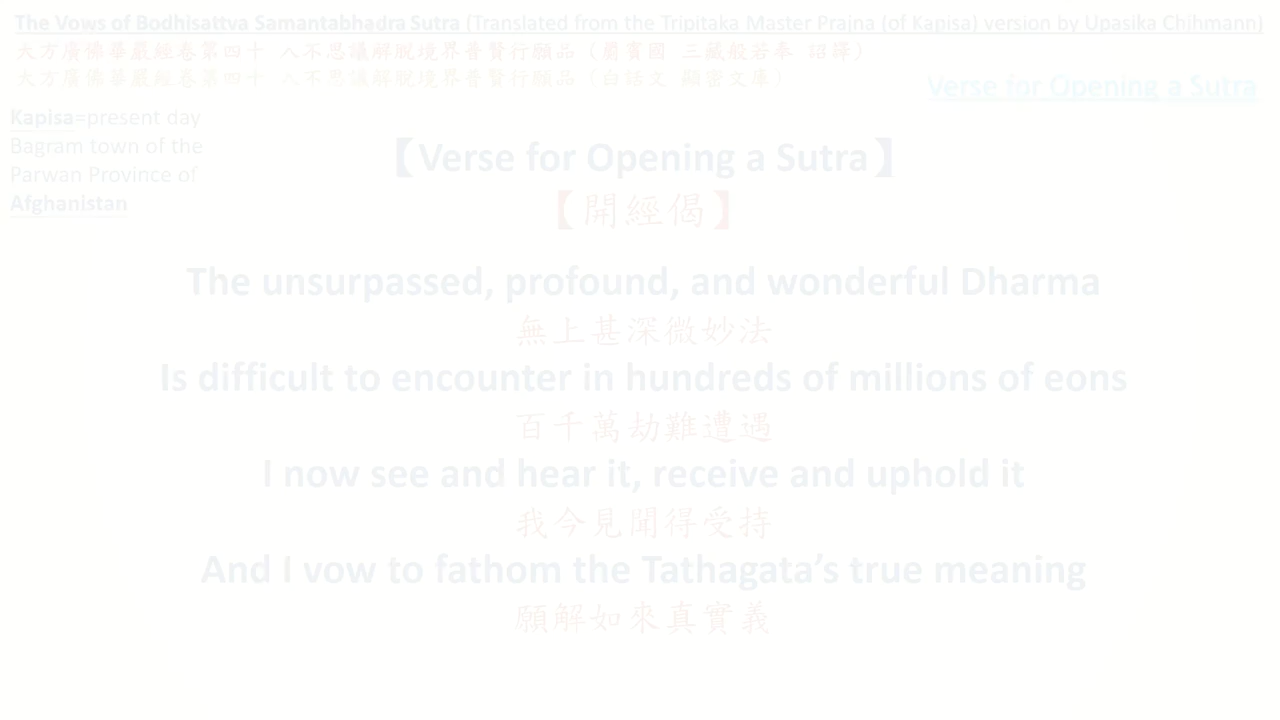 The Vows of Bodhisattva Samantabhadra Sutra (Translated from the Tripitaka Master Prajna (of Kapisa) version by Upasika Chihmann)
大方廣佛華嚴經卷第四十 入不思議解脫境界普賢行願品（罽賓國 三藏般若奉 詔譯）
大方廣佛華嚴經卷第四十 入不思議解脫境界普賢行願品（白話文 顯密文庫）
Verse for Opening a Sutra
Kapisa=present day
Bagram town of the
Parwan Province of
Afghanistan
【Verse for Opening a Sutra】
【開經偈】
The unsurpassed, profound, and wonderful Dharma
無上甚深微妙法
Is difficult to encounter in hundreds of millions of eons
百千萬劫難遭遇
I now see and hear it, receive and uphold it
我今見聞得受持
And I vow to fathom the Tathagata’s true meaning
願解如來真實義